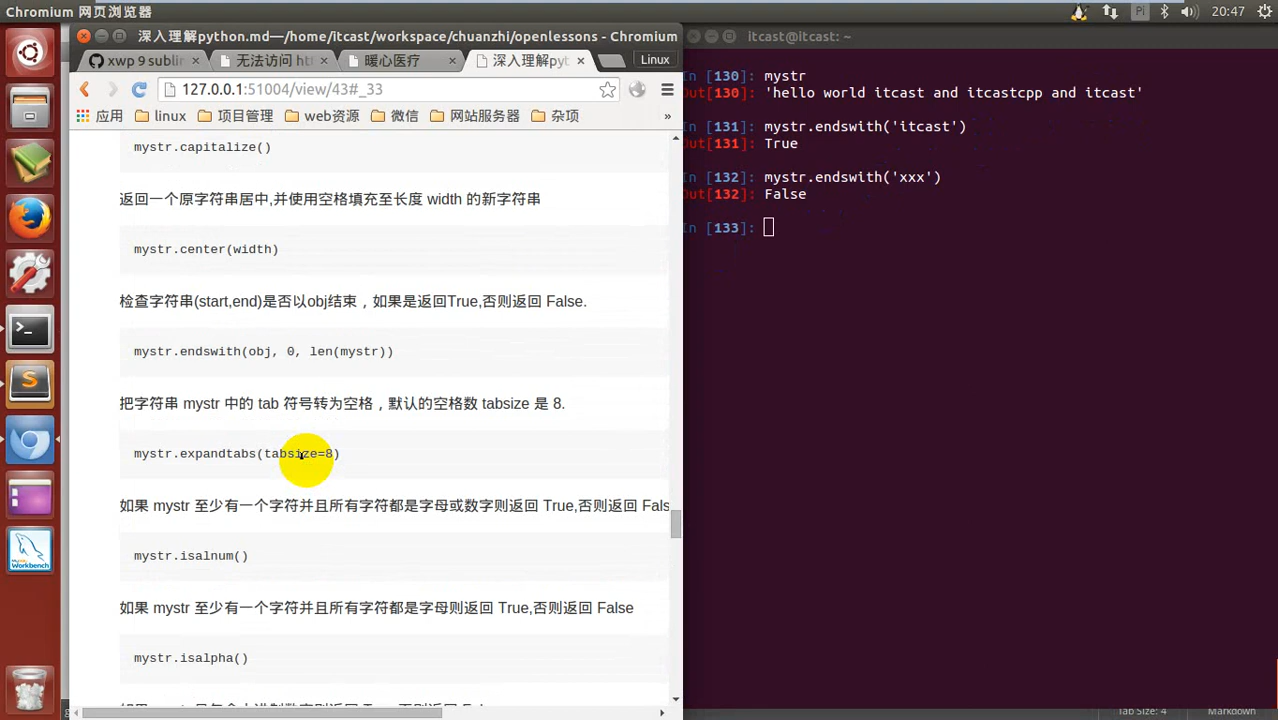 Chromium 网页浏览器
Pi
20:47
深入理解python.md—/home/itcast/workspace/chuanzhi/openlessons - Chromium
itcast@itcast: ~
xwp 9 sublin
无法访问 htt
暖心医疗
深入理解pyt
Linux
127.0.0.1:51004/view/43#_33
应用
linux
项目管理
web资源
微信
网站服务器
杂项
»
mystr.capitalize()
返回一个原字符串居中,并使用空格填充至长度 width 的新字符串
mystr.center(width)
检查字符串(start,end)是否以obj结束，如果是返回True,否则返回 False.
mystr.endswith(obj, 0, len(mystr))
把字符串 mystr 中的 tab 符号转为空格，默认的空格数 tabsize 是 8.
mystr.expandtabs(tabsize=8)
如果 mystr 至少有一个字符并且所有字符都是字母或数字则返回 True,否则返回 Fals
mystr.isalnum()
如果 mystr 至少有一个字符并且所有字符都是字母则返回 True,否则返回 False
mystr.isalpha()
In [130]: mystr
Out[130]: 'hello world itcast and itcastcpp and itcast'
In [131]: mystr.endswith('itcast')
Out[131]: True
In [132]: mystr.endswith('xxx')
Out[132]: False
In [133]:
MySQL
Workbench
Tab Size: 4
Markdown